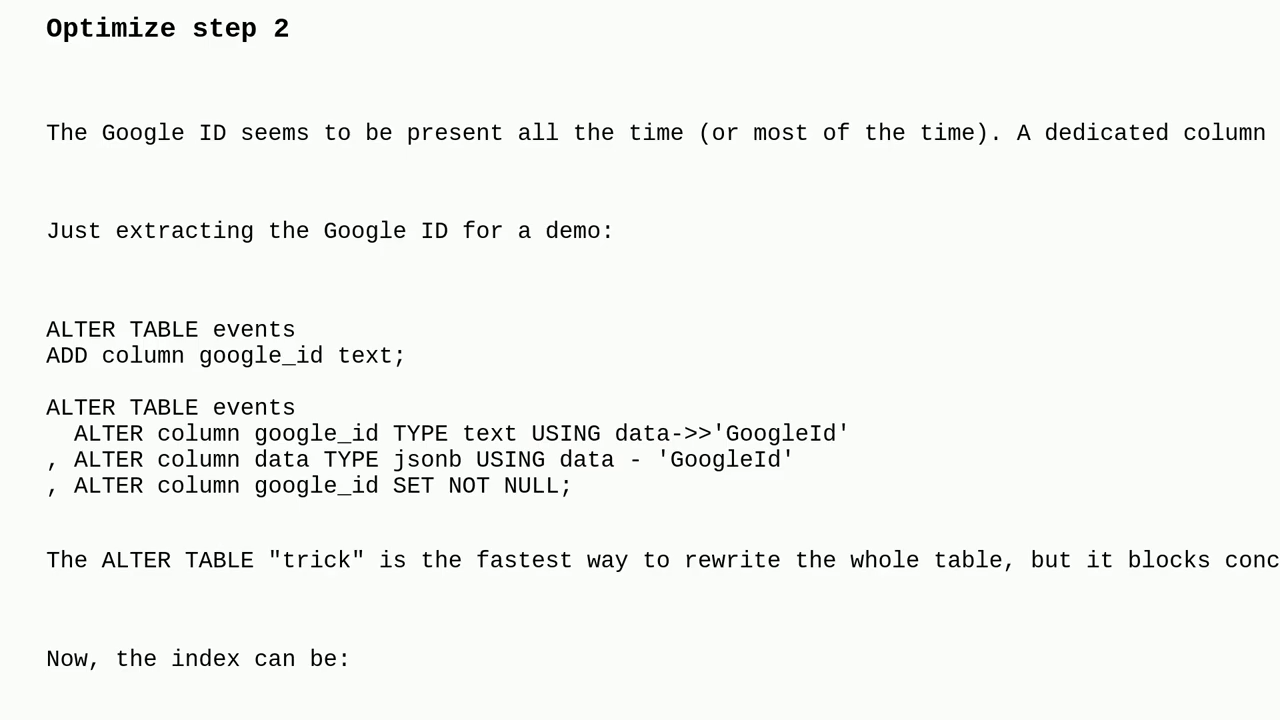 Optimize step 2
The Google ID seems to be present all the time (or most of the time). A dedicated column
Just extracting the Google ID for a demo:
ALTER TABLE events
ADD column google_id text;
ALTER TABLE events
  ALTER column google_id TYPE text USING data->>'GoogleId'
, ALTER column data TYPE jsonb USING data - 'GoogleId'
, ALTER column google_id SET NOT NULL;
The ALTER TABLE "trick" is the fastest way to rewrite the whole table, but it blocks conc
Now, the index can be: